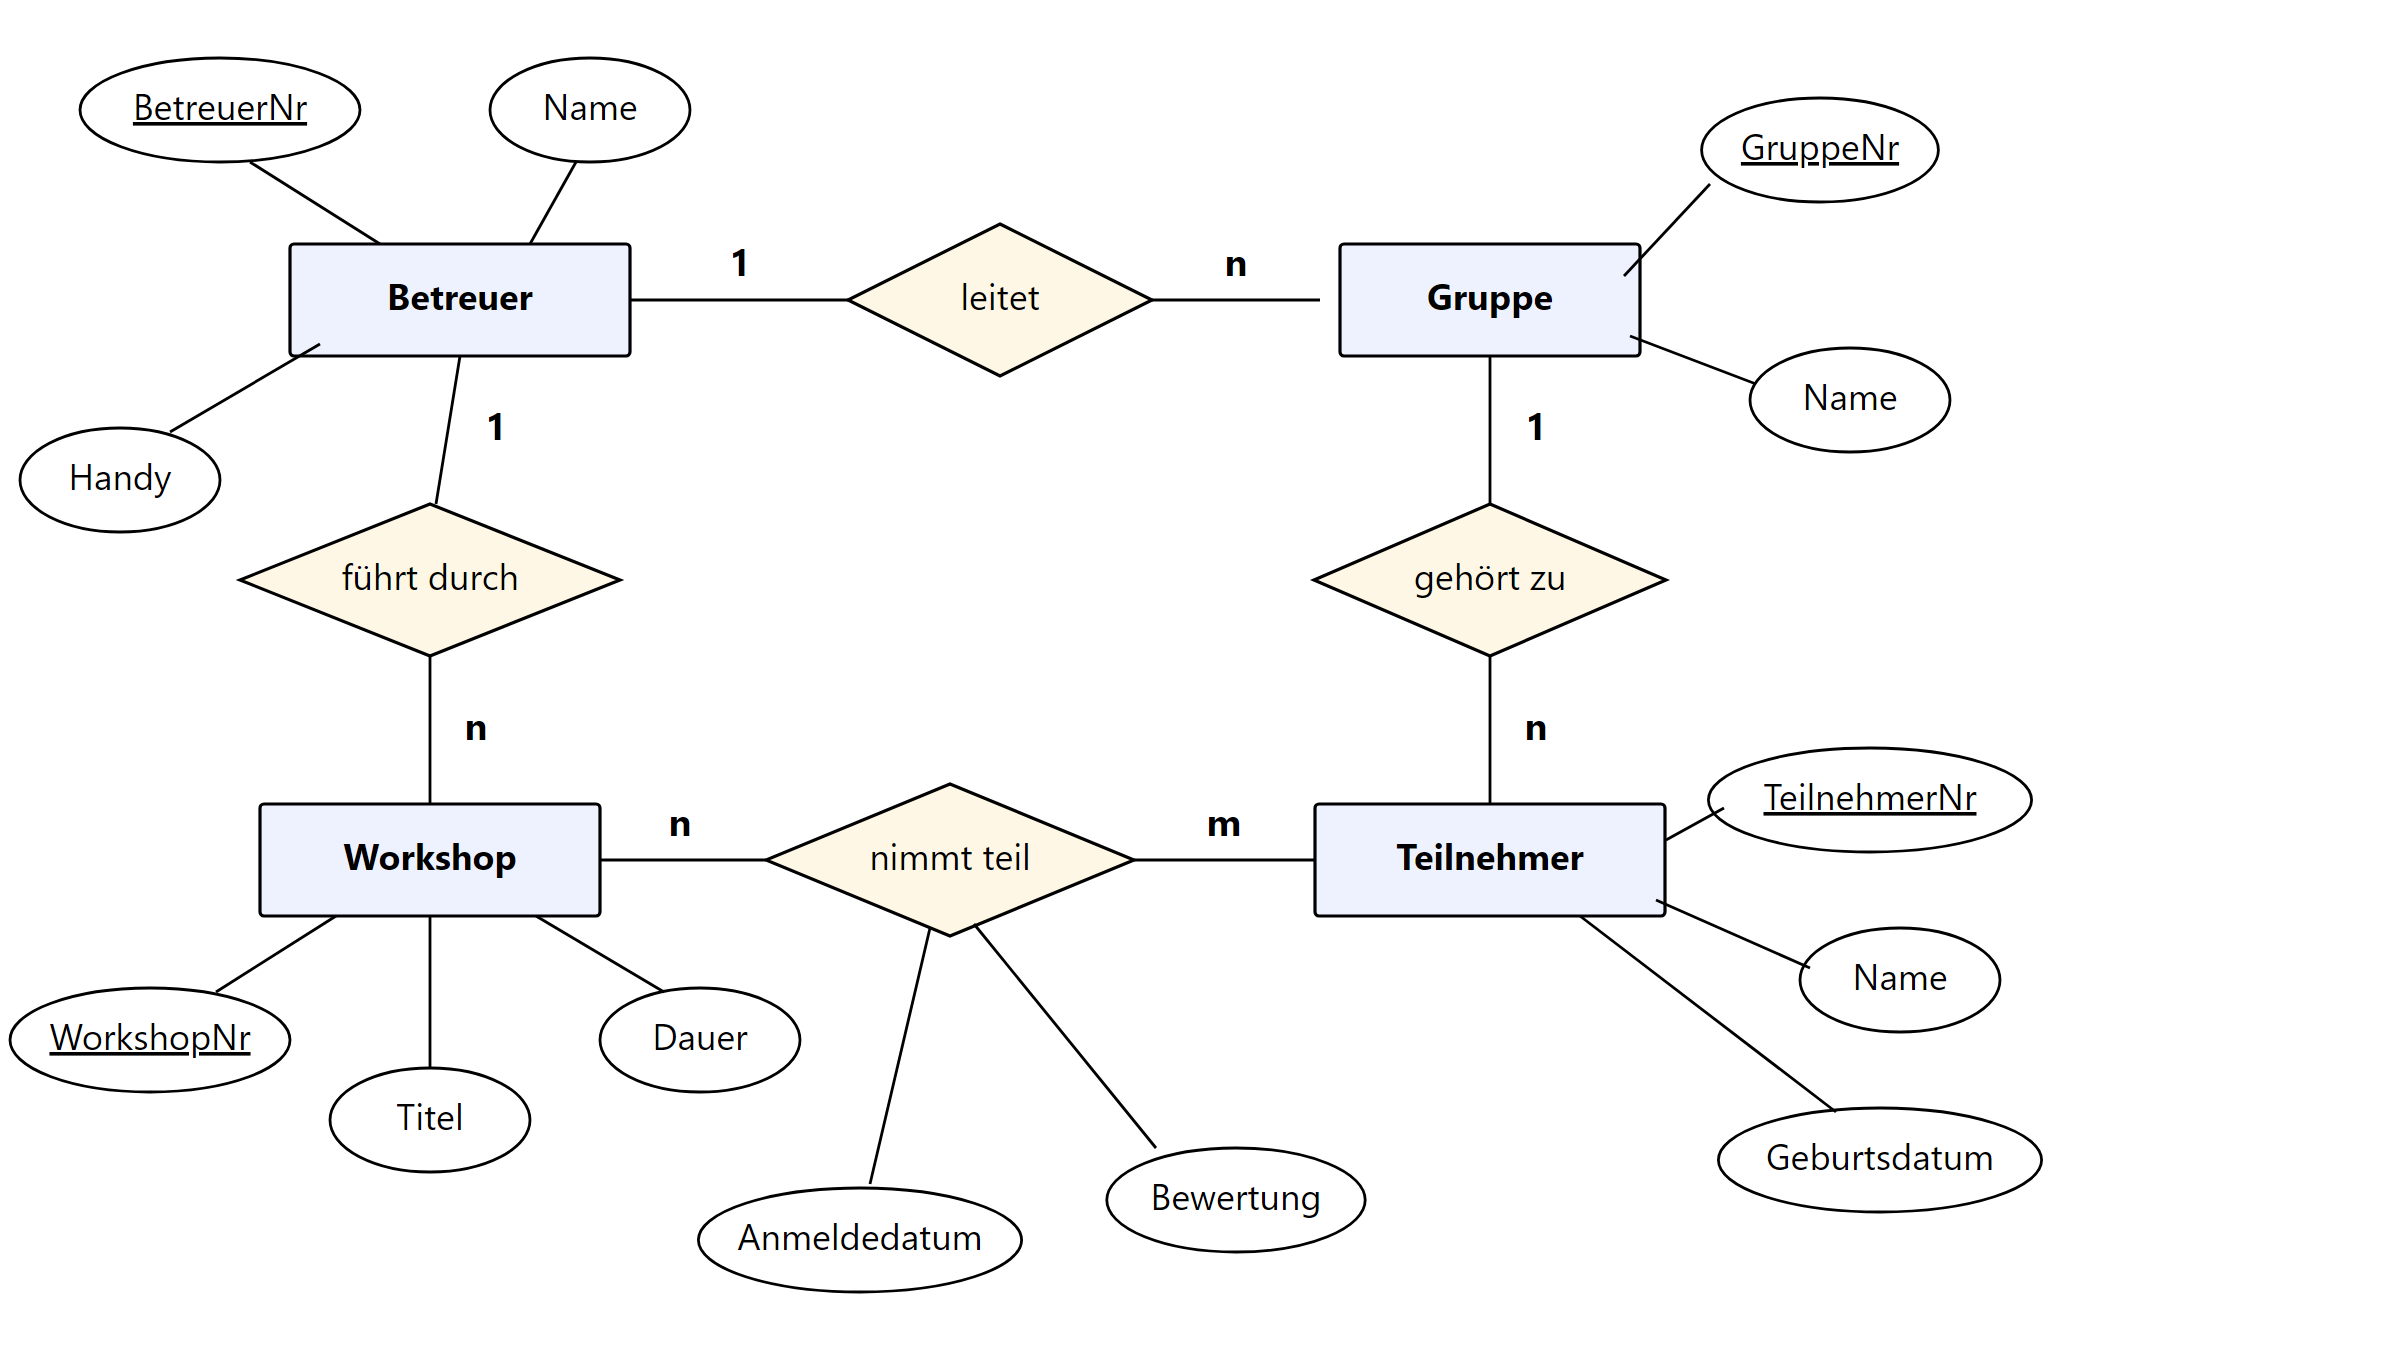 BetreuerNr
Name
GruppeNr
1
n
Betreuer
leitet
Gruppe
Name
1
1
Handy
führt durch
gehört zu
n
n
TeilnehmerNr
n
m
Workshop
nimmt teil
Teilnehmer
Name
WorkshopNr
Dauer
Titel
Geburtsdatum
Bewertung
Anmeldedatum